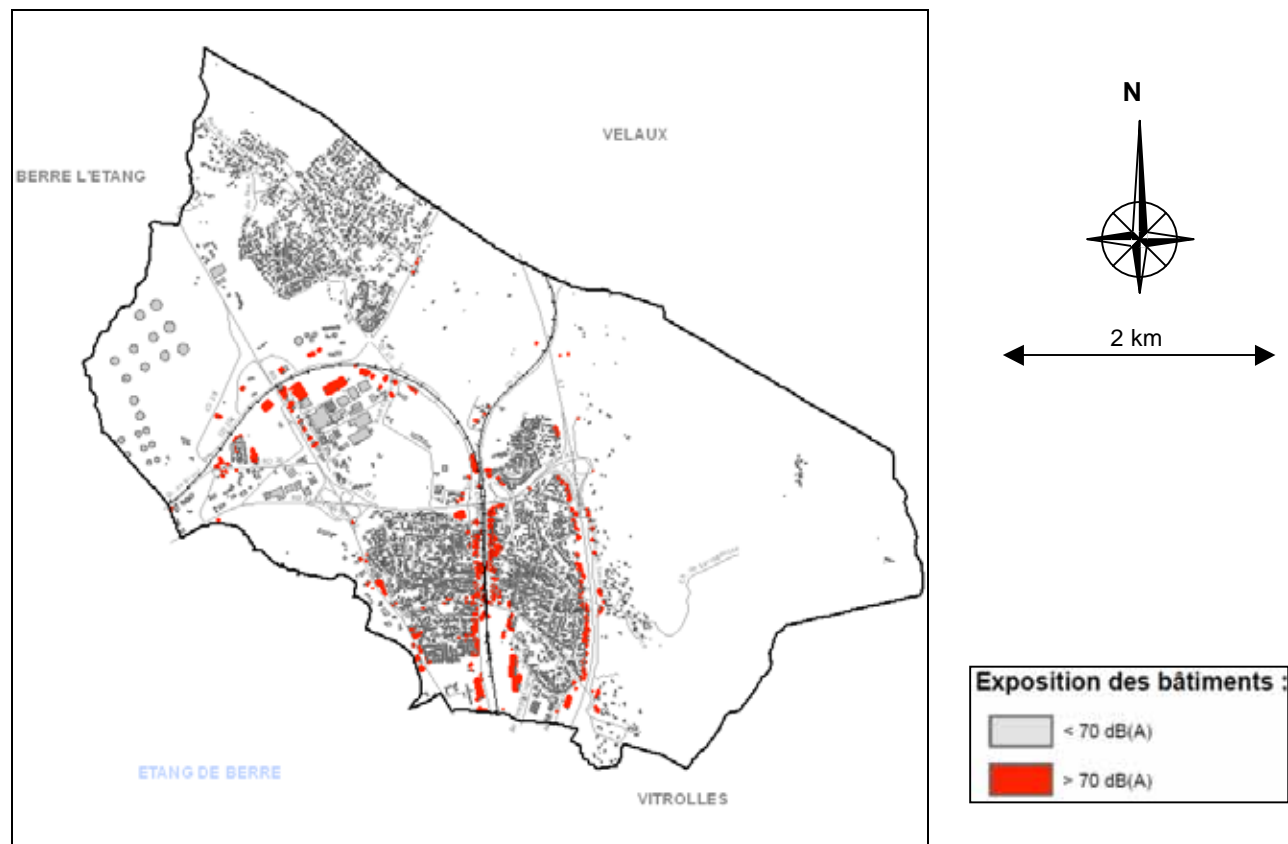 VELAUX
BERRE L'ETANG
ETANG DE BERRE
VITROLLES
N
2 km
Exposition des bâtiments :
< 70 dB(A)
> 70 dB(A)